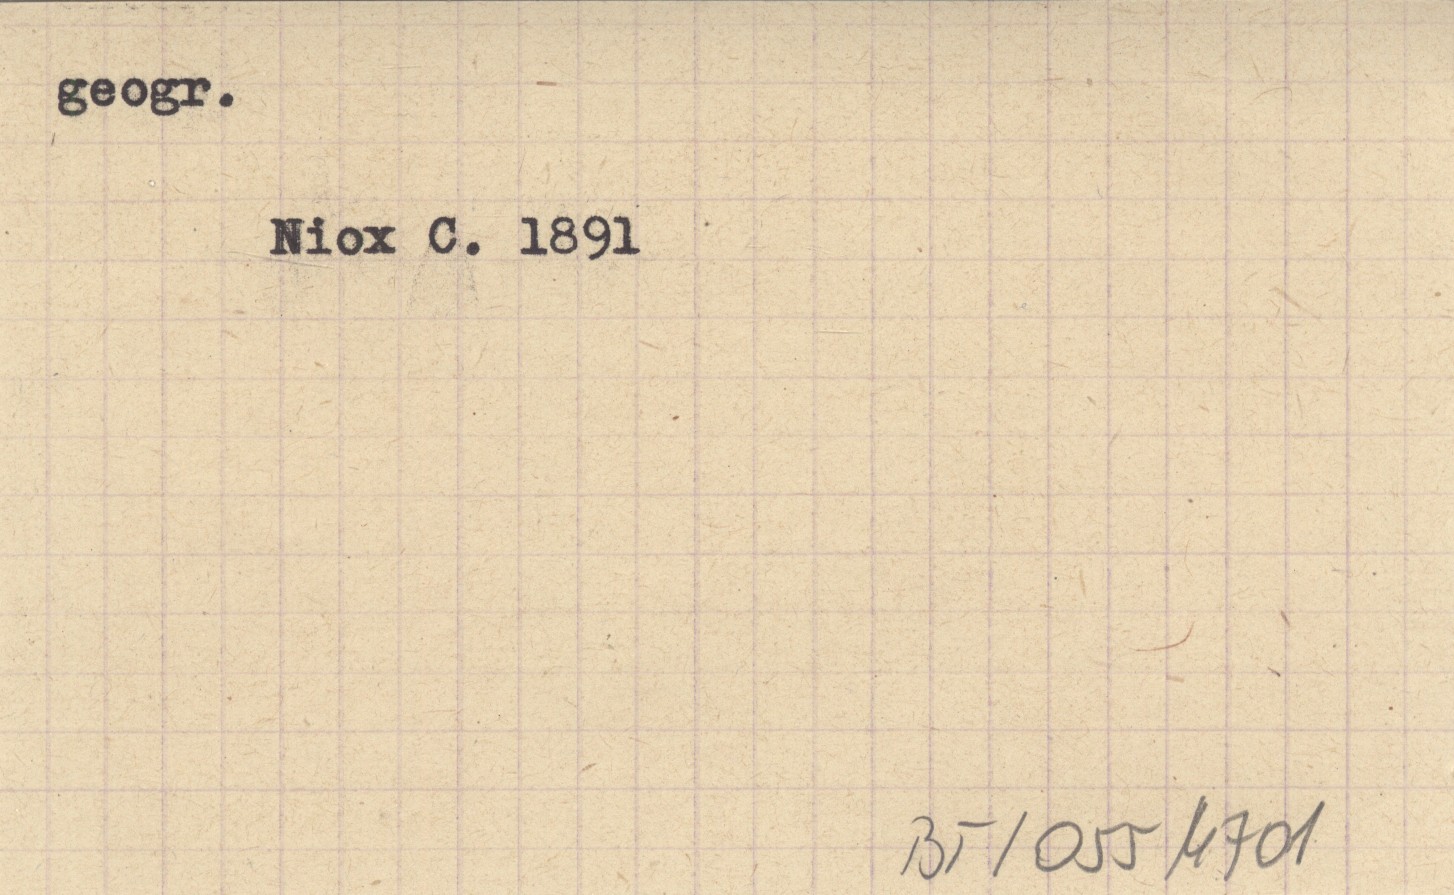 geogr.
Niox C. 1891
BT/055/4701